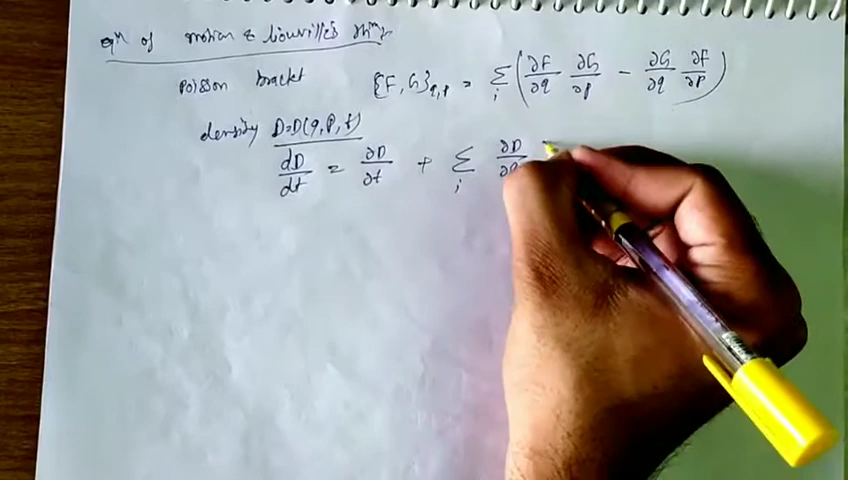 eqⁿ of motion & Liouville's thᵐ
Poisson bracket {F, G}q,p = Σi (∂F/∂q ∂G/∂p − ∂G/∂q ∂F/∂p)
density D=D(q,p,t)
dD/dt = ∂D/∂t + Σi ∂D/∂q